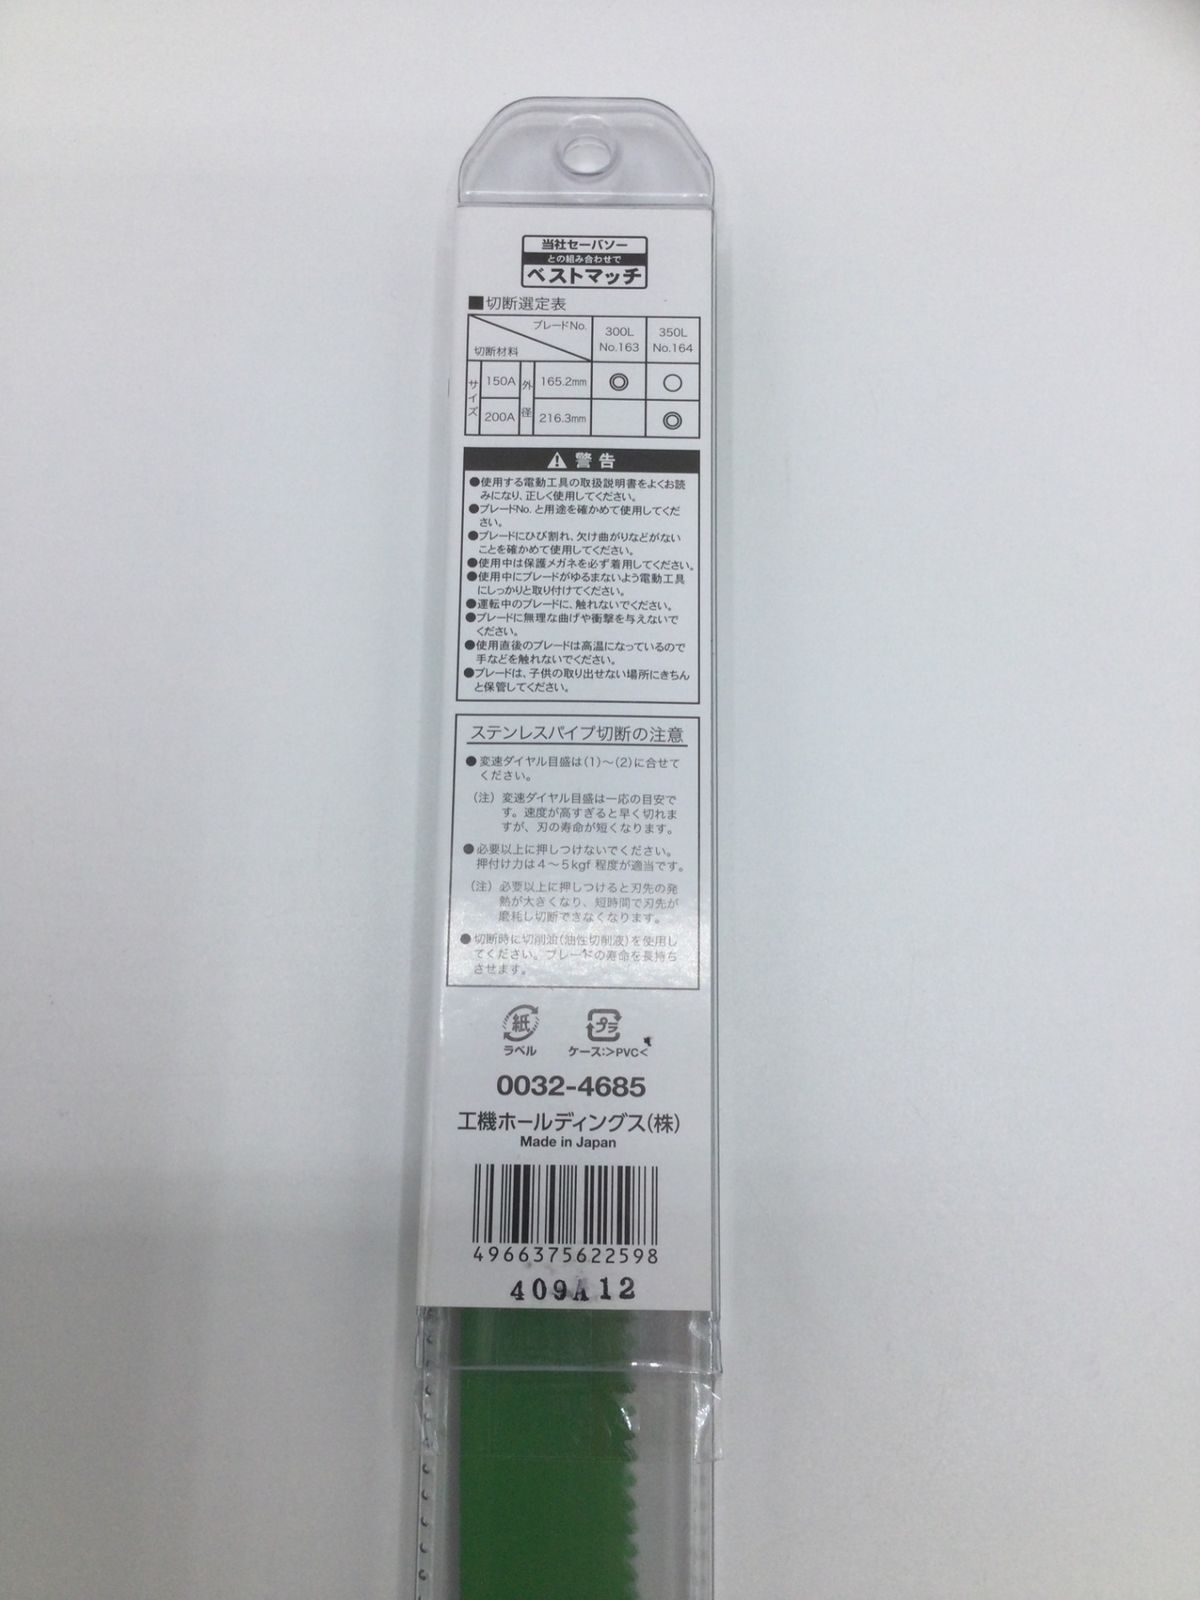 当社セーバソー
との組み合わせで
ベストマッチ
■切断選定表
ブレードNo.
切断材料
300L
No.163
350L
No.164
サイズ
150A
外径
165.2mm
◎
○
200A
216.3mm
◎
⚠ 警告
●使用する電動工具の取扱説明書をよくお読
みになり、正しく使用してください。
●ブレードNo.と用途を確かめて使用してくだ
さい。
●ブレードにひび割れ、欠け曲がりなどがない
ことを確かめて使用してください。
●使用中は保護メガネを必ず着用してください。
●使用中にブレードがゆるまないよう電動工具
にしっかりと取り付けてください。
●運転中のブレードに、触れないでください。
●ブレードに無理な曲げや衝撃を与えないで
ください。
●使用直後のブレードは高温になっているので
手などを触れないでください。
●ブレードは、子供の取り出せない場所にきちん
と保管してください。
ステンレスパイプ切断の注意
●変速ダイヤル目盛は(1)～(2)に合せて
ください。
(注)変速ダイヤル目盛は一応の目安で
す。速度が高すぎると早く切れま
すが、刃の寿命が短くなります。
●必要以上に押しつけないでください。
押付け力は4～5kgf 程度が適当です。
(注)必要以上に押しつけると刃先の発
熱が大きくなり、短時間で刃先が
磨耗し切断できなくなります。
●切断時に切削油(油性切削液)を使用し
てください。ブレードの寿命を長持ち
させます。
紙
ラベル
プラ
ケース:>PVC<
0032-4685
工機ホールディングス(株)
Made in Japan
4966375622598
409A12